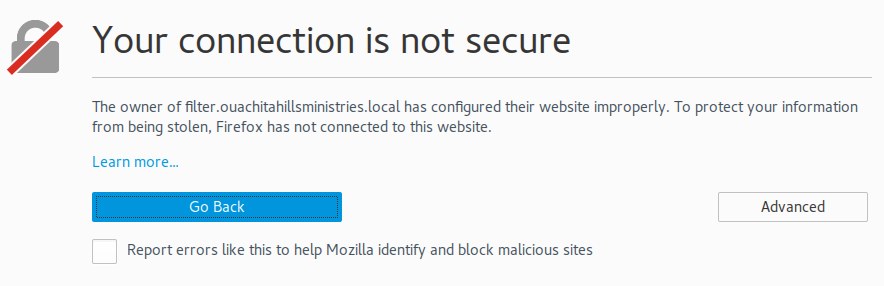 Your connection is not secure
The owner of filter.ouachitahillsministries.local has configured their website improperly. To protect your information
from being stolen, Firefox has not connected to this website.
Learn more...
Go Back
Advanced
Report errors like this to help Mozilla identify and block malicious sites